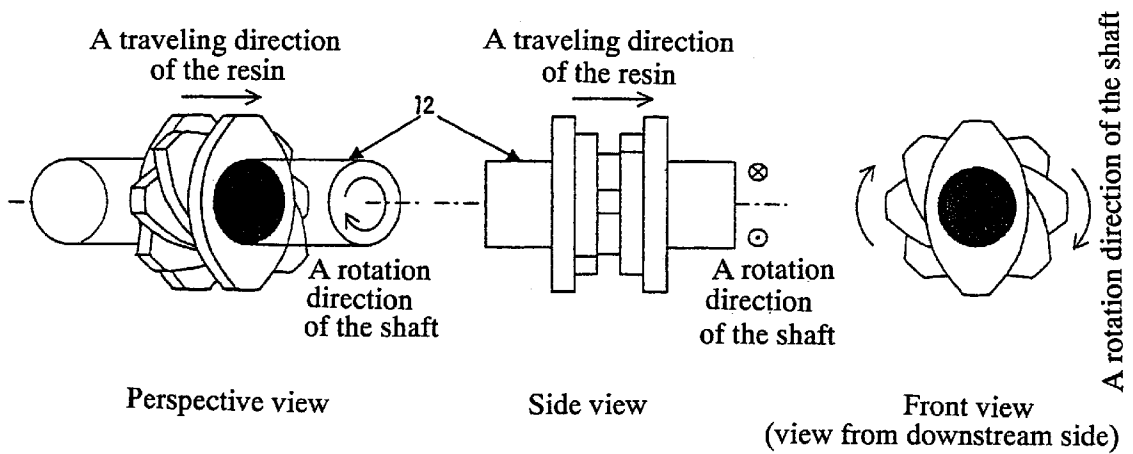 A traveling direction
of the resin
12
A rotation
direction
of the shaft
Perspective view
A traveling direction
of the resin
A rotation
direction
of the shaft
Side view
A rotation direction of the shaft
Front view
(view from downstream side)